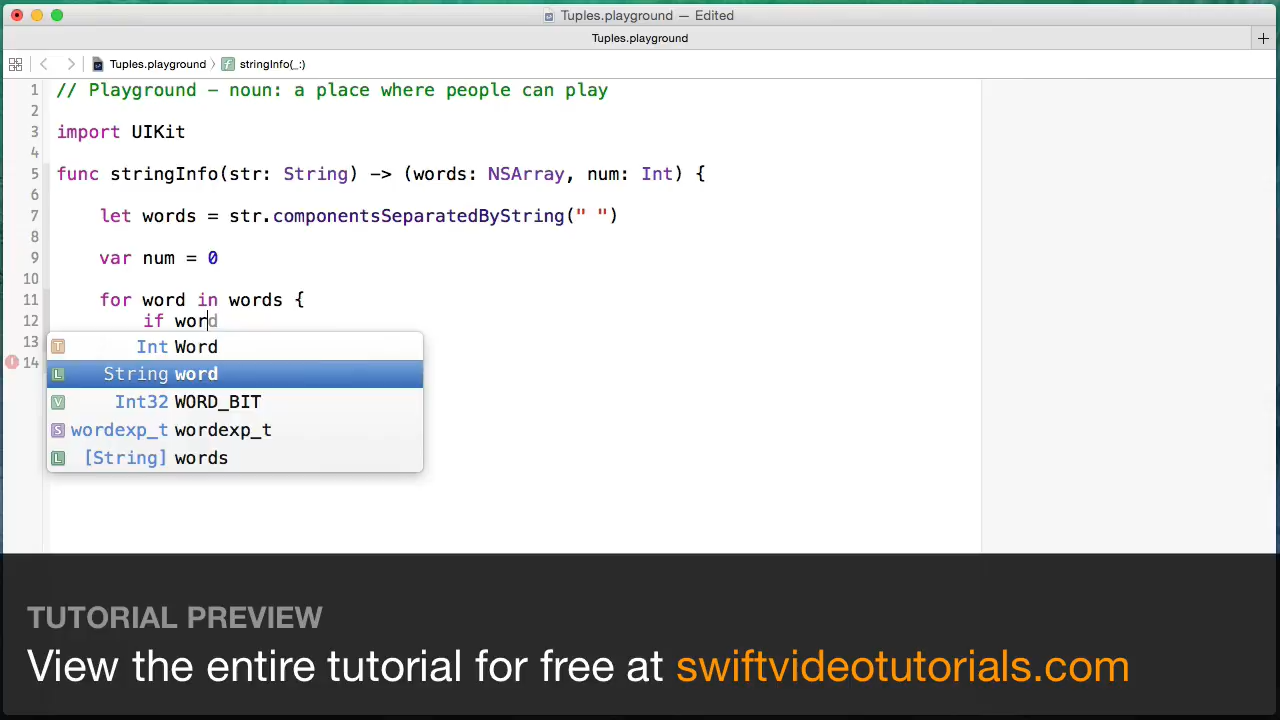 Tuples.playground — Edited
Tuples.playground
Tuples.playground 〉 f stringInfo(_:)
1 // Playground - noun: a place where people can play
2
3 import UIKit
4
5 func stringInfo(str: String) -> (words: NSArray, num: Int) {
6
7 let words = str.componentsSeparatedByString(" ")
8
9 var num = 0
10
11 for word in words {
12 if word
13
14
T Int Word
L String word
V Int32 WORD_BIT
S wordexp_t wordexp_t
L [String] words
TUTORIAL PREVIEW
View the entire tutorial for free at swiftvideotutorials.com